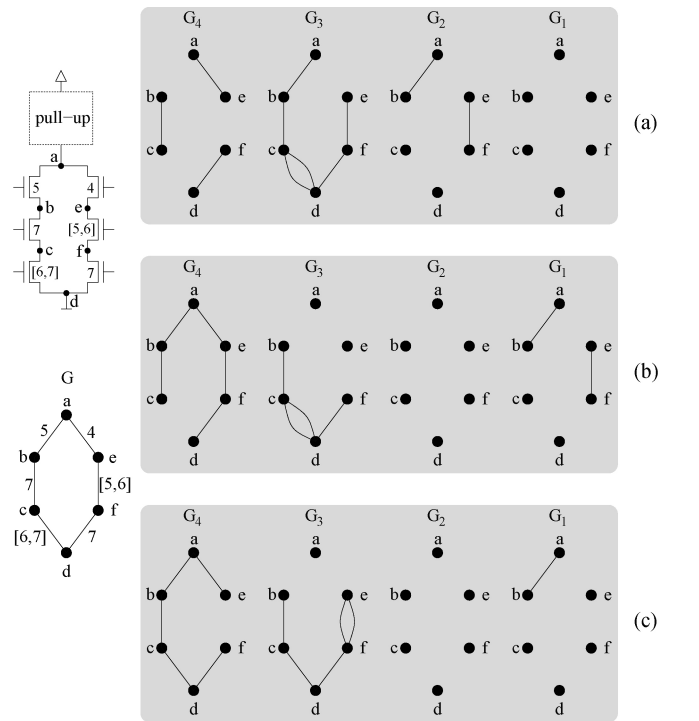 G4 G3 G2 G1
a a a a
b e b e b e b e
c f c f c f c f
d d d d
(a)
pull−up
a
5 4
b e
7 [5,6]
c f
[6,7] 7
d
G4 G3 G2 G1
a a a a
b e b e b e b e
c f c f c f c f
d d d d
(b)
G
a
5 4
b e
7 [5,6]
c f
[6,7] 7
d
G4 G3 G2 G1
a a a a
b e b e b e b e
c f c f c f c f
d d d d
(c)